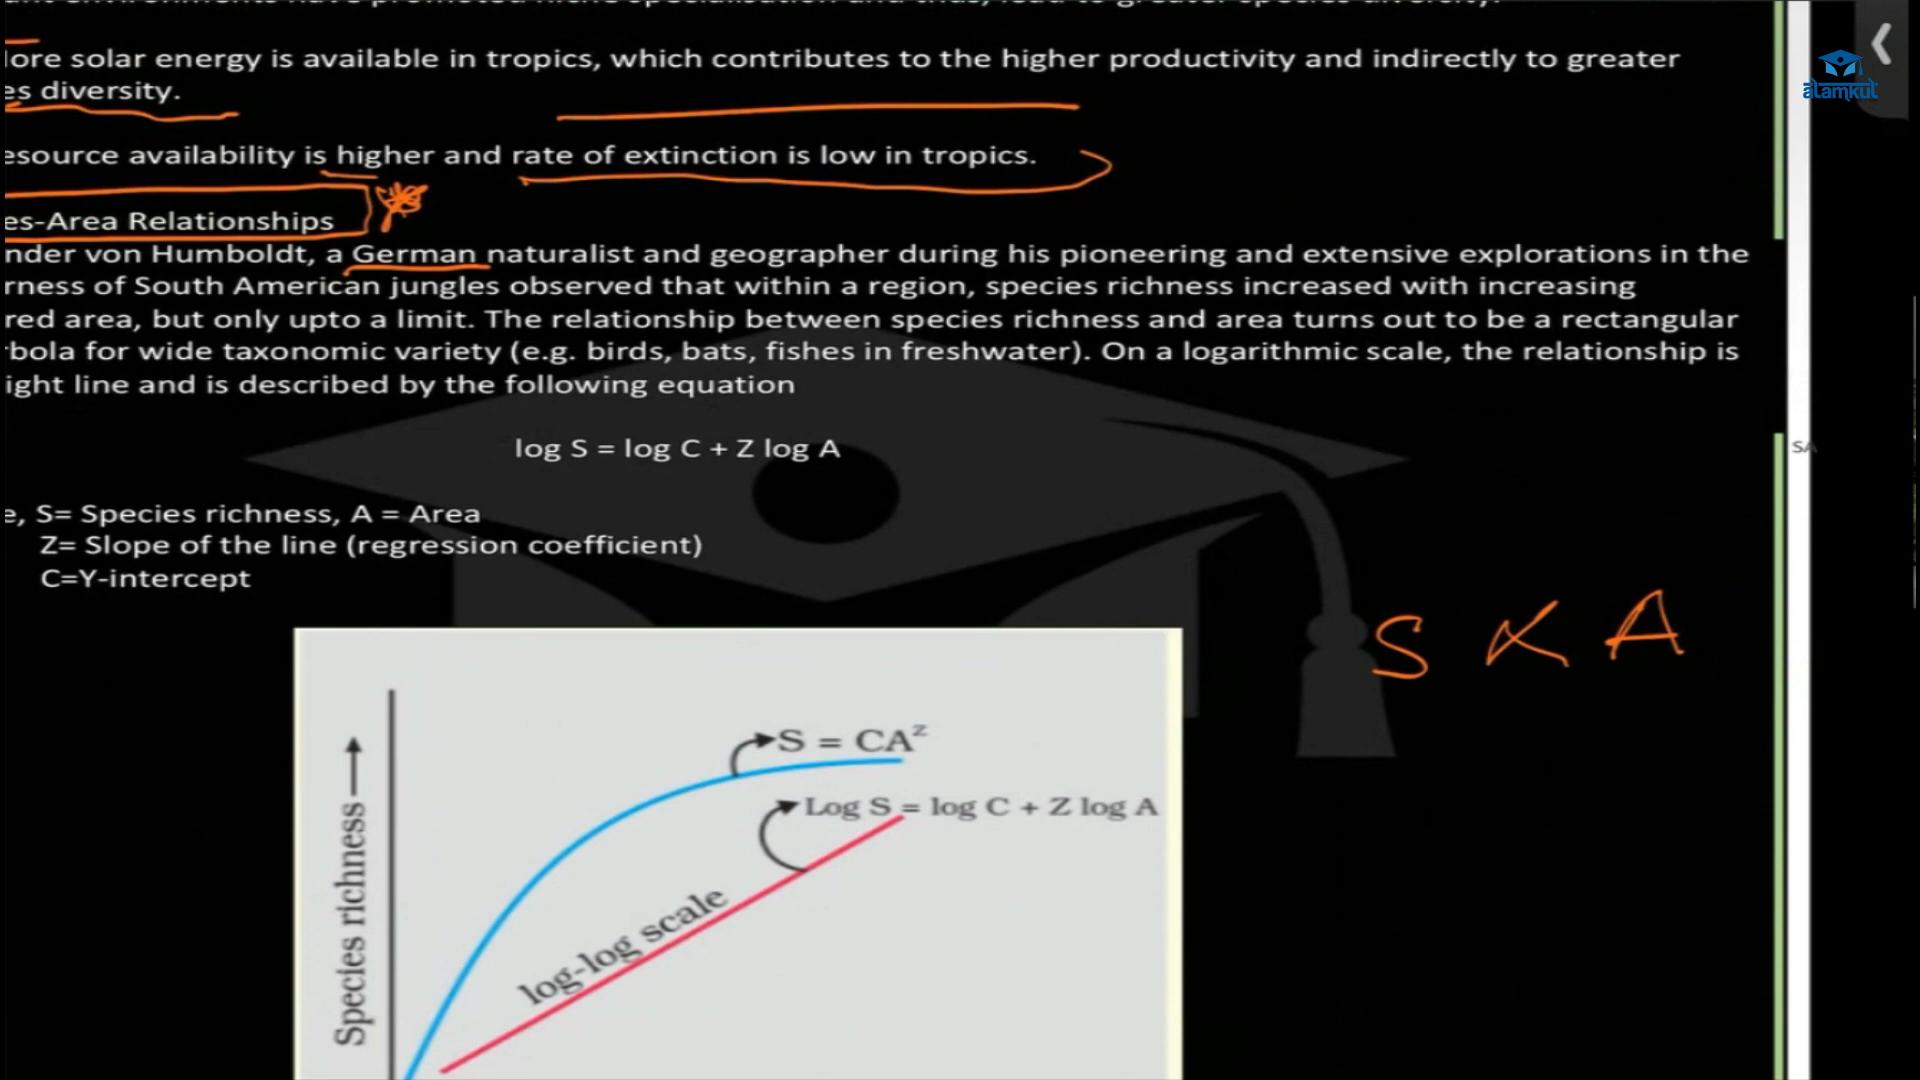 ore solar energy is available in tropics, which contributes to the higher productivity and indirectly to greater
es diversity.
esource availability is higher and rate of extinction is low in tropics.
es-Area Relationships
nder von Humboldt, a German naturalist and geographer during his pioneering and extensive explorations in the
rness of South American jungles observed that within a region, species richness increased with increasing
red area, but only upto a limit. The relationship between species richness and area turns out to be a rectangular
bola for wide taxonomic variety (e.g. birds, bats, fishes in freshwater). On a logarithmic scale, the relationship is
ight line and is described by the following equation
log S = log C + Z log A
e, S= Species richness, A = Area
Z= Slope of the line (regression coefficient)
C=Y-intercept
S ∝ A
S = CA^z
Log S = log C + Z log A
log-log scale
Species richness
alamkut
SA